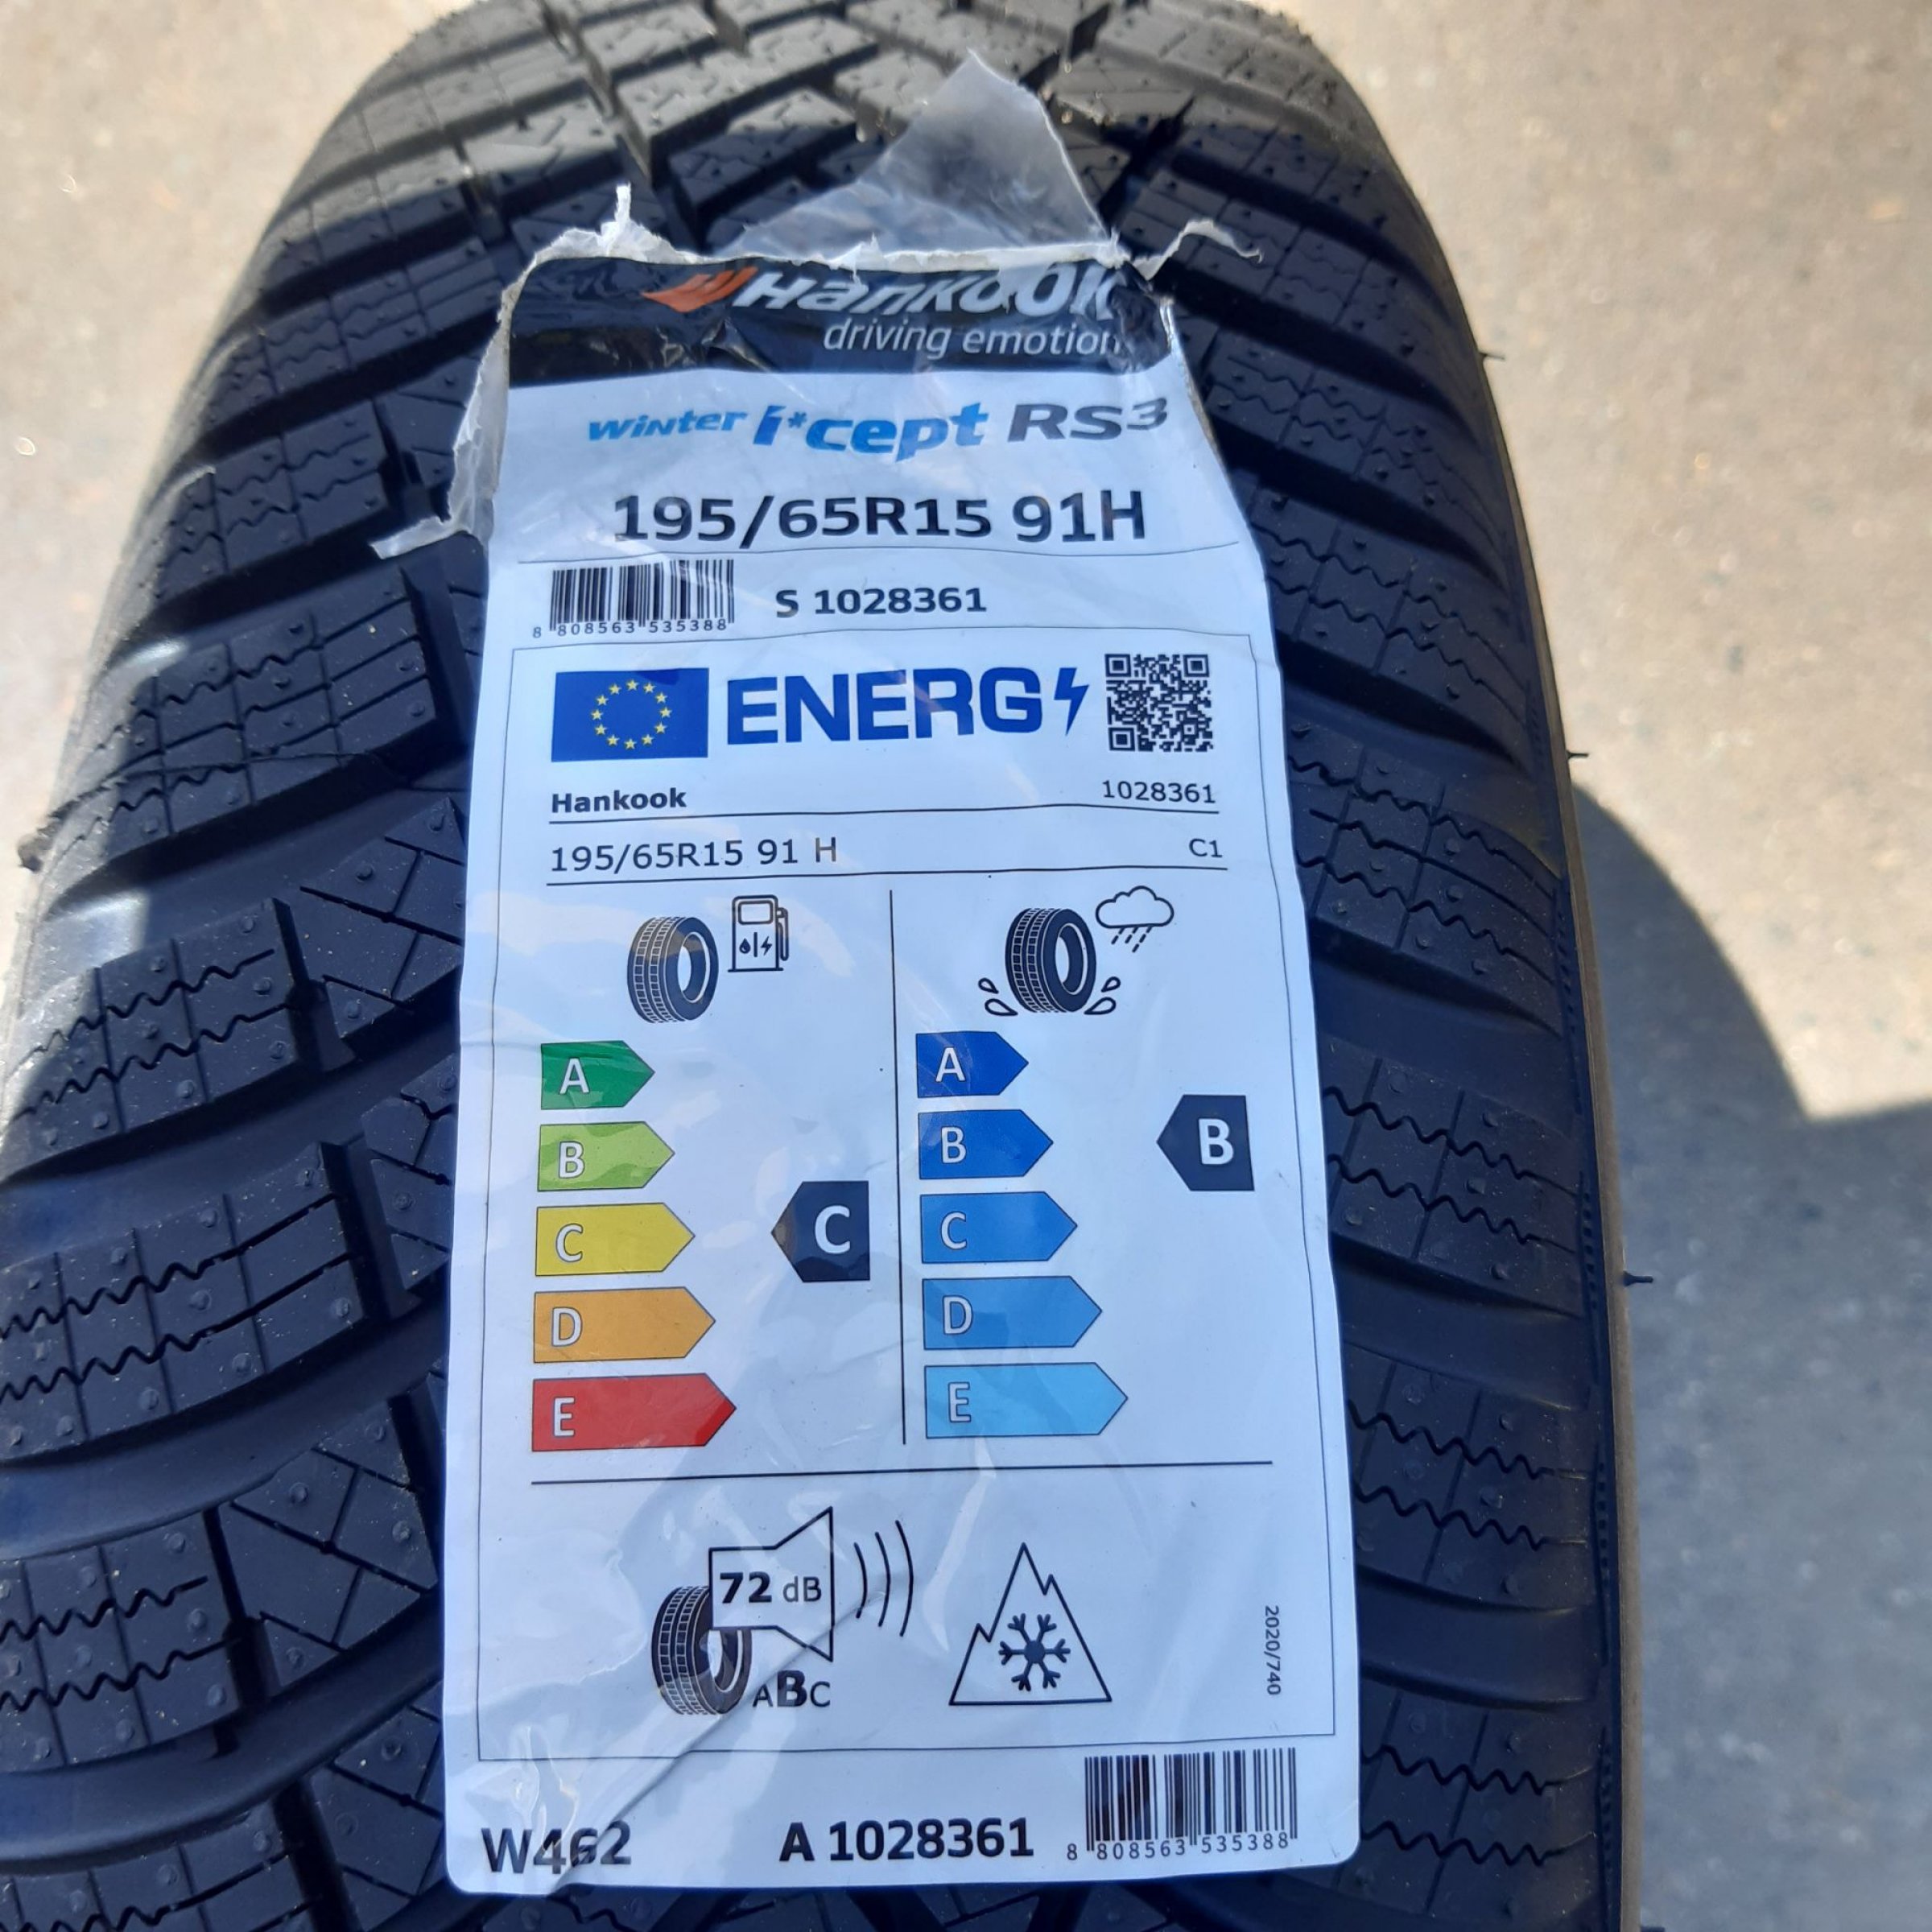 Hankook
driving emotion
winter i*cept RS3
195/65R15 91H
8 808563 535388
S 1028361
ENERG
Hankook
1028361
195/65R15 91 H
C1
A
B
C
D
E
C
A
B
C
D
E
B
72 dB
ABC
2020/740
W462
A 1028361
8 808563 535388